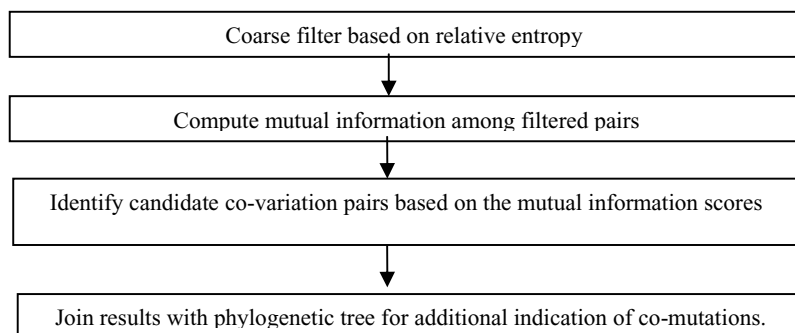 Coarse filter based on relative entropy
Compute mutual information among filtered pairs
Identify candidate co-variation pairs based on the mutual information scores
Join results with phylogenetic tree for additional indication of co-mutations.